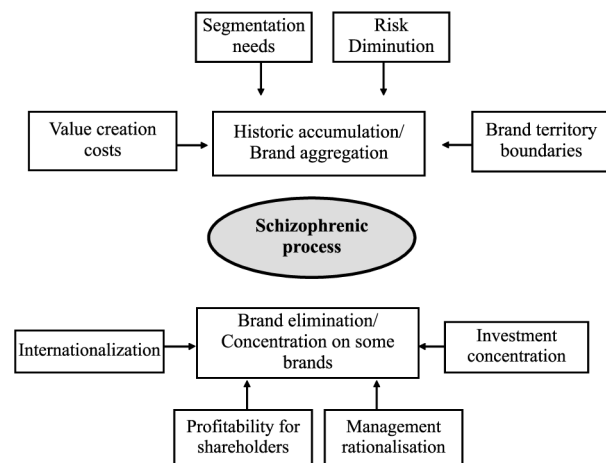 Segmentation
needs
Risk
Diminution
Value creation
costs
Historic accumulation/
Brand aggregation
Brand territory
boundaries
Schizophrenic
process
Internationalization
Brand elimination/
Concentration on some
brands
Investment
concentration
Profitability for
shareholders
Management
rationalisation